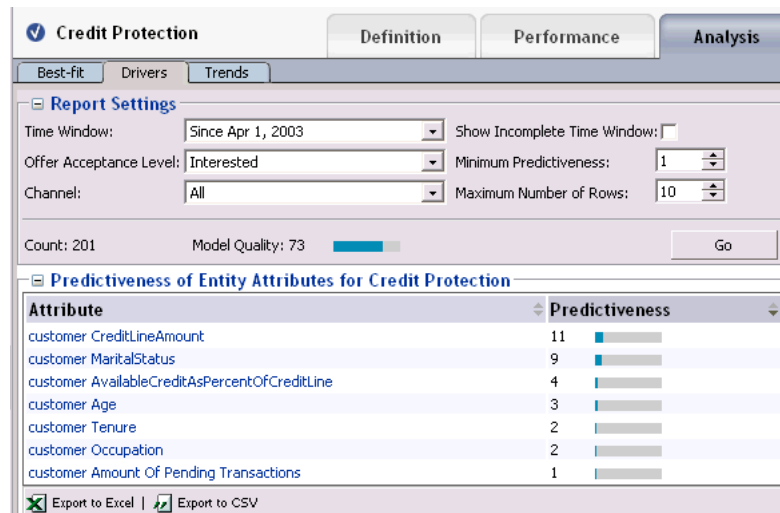 Credit Protection Definition Performance Analysis
Best-fit Drivers Trends
Report Settings
Time Window: Since Apr 1, 2003 Show Incomplete Time Window:
Offer Acceptance Level: Interested Minimum Predictiveness: 1
Channel: All Maximum Number of Rows: 10
Count: 201 Model Quality: 73 Go
Predictiveness of Entity Attributes for Credit Protection
Attribute Predictiveness
customer CreditLineAmount 11
customer MaritalStatus 9
customer AvailableCreditAsPercentOfCreditLine 4
customer Age 3
customer Tenure 2
customer Occupation 2
customer Amount Of Pending Transactions 1
Export to Excel | Export to CSV